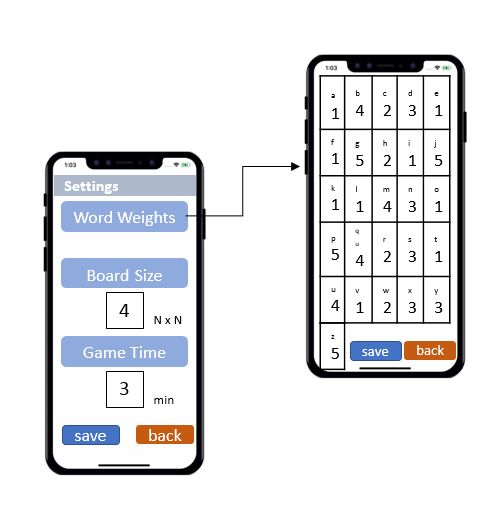 1:03
Settings
Word Weights
Board Size
4 N x N
Game Time
3 min
save back
1:03
a b c d e
1 4 2 3 1
f g h i j
1 5 2 1 5
k l m n o
1 1 4 3 1
p q u r s t
5 4 2 3 1
u v w x y
4 1 2 3 3
z
5 save back